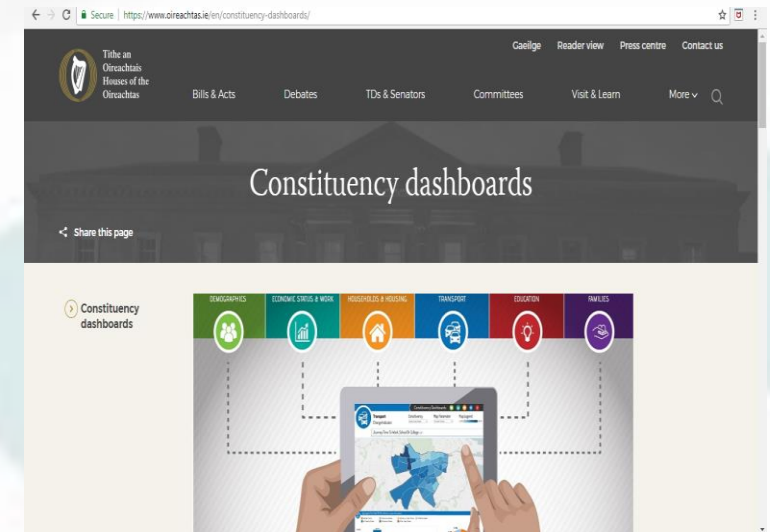 Secure | https://www.oireachtas.ie/en/constituency-dashboards/
Gaeilge Reader view Press centre Contact us
Tithe an
Oireachtais
Houses of the
Oireachtas
Bills & Acts Debates TDs & Senators Committees Visit & Learn More
Constituency dashboards
Share this page
Constituency
dashboards
DEMOGRAPHICS ECONOMIC STATUS & WORK HOUSEHOLDS & HOUSING TRANSPORT EDUCATION FAMILIES
Constituency Dashboards
Transport